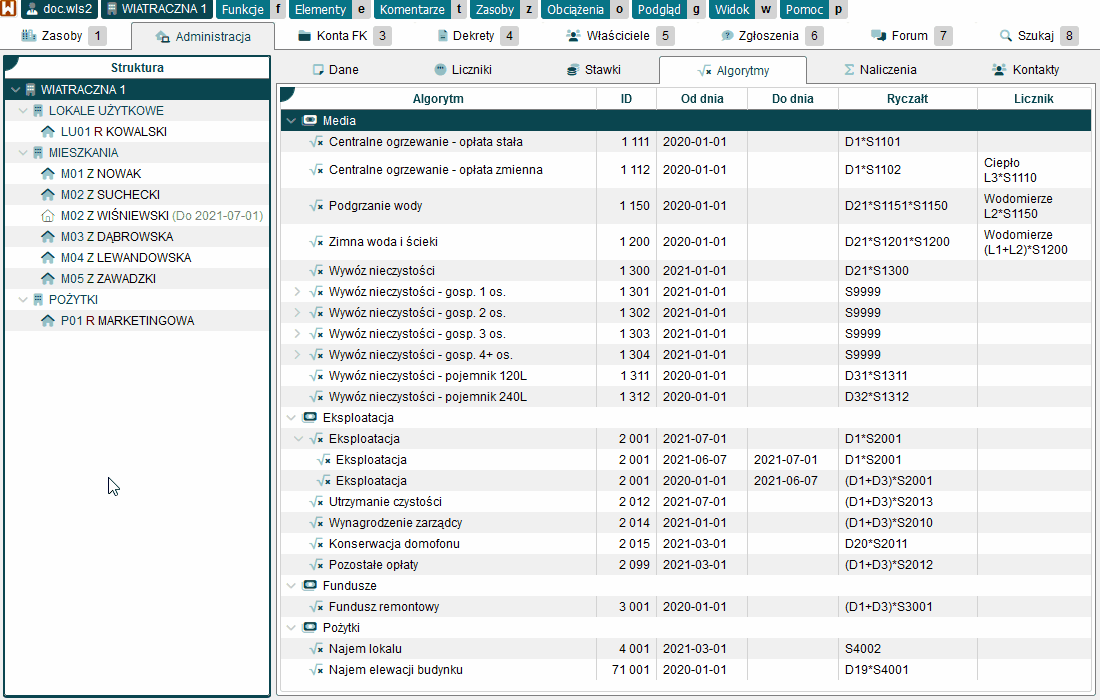 doc.wls2 WIATRACZNA 1 Funkcje f Elementy e Komentarze t Zasoby z Obciążenia o Podgląd g Widok w Pomoc p
Zasoby 1 Administracja Konta FK 3 Dekrety 4 Właściciele 5 Zgłoszenia 6 Forum 7 Szukaj 8
Struktura
WIATRACZNA 1
LOKALE UŻYTKOWE
LU01 R KOWALSKI
MIESZKANIA
M01 Z NOWAK
M02 Z SUCHECKI
M02 Z WIŚNIEWSKI (Do 2021-07-01)
M03 Z DĄBROWSKA
M04 Z LEWANDOWSKA
M05 Z ZAWADZKI
POŻYTKI
P01 R MARKETINGOWA
Dane Liczniki Stawki Algorytmy Naliczenia Kontakty
Algorytm ID Od dnia Do dnia Ryczałt Licznik
Media
Centralne ogrzewanie - opłata stała 1 111 2020-01-01 D1*S1101
Centralne ogrzewanie - opłata zmienna 1 112 2020-01-01 D1*S1102 Ciepło
L3*S1110
Podgrzanie wody 1 150 2020-01-01 D21*S1151*S1150 Wodomierze
L2*S1150
Zimna woda i ścieki 1 200 2020-01-01 D21*S1201*S1200 Wodomierze
(L1+L2)*S1200
Wywóz nieczystości 1 300 2021-01-01 D21*S1300
Wywóz nieczystości - gosp. 1 os. 1 301 2021-01-01 S9999
Wywóz nieczystości - gosp. 2 os. 1 302 2021-01-01 S9999
Wywóz nieczystości - gosp. 3 os. 1 303 2021-01-01 S9999
Wywóz nieczystości - gosp. 4+ os. 1 304 2021-01-01 S9999
Wywóz nieczystości - pojemnik 120L 1 311 2020-01-01 D31*S1311
Wywóz nieczystości - pojemnik 240L 1 312 2020-01-01 D32*S1312
Eksploatacja
Eksploatacja 2 001 2021-07-01 D1*S2001
Eksploatacja 2 001 2021-06-07 2021-07-01 D1*S2001
Eksploatacja 2 001 2020-01-01 2021-06-07 (D1+D3)*S2001
Utrzymanie czystości 2 012 2021-07-01 (D1+D3)*S2013
Wynagrodzenie zarządcy 2 014 2021-01-01 (D1+D3)*S2010
Konserwacja domofonu 2 015 2021-03-01 D20*S2011
Pozostałe opłaty 2 099 2021-03-01 (D1+D3)*S2012
Fundusze
Fundusz remontowy 3 001 2020-01-01 (D1+D3)*S3001
Pożytki
Najem lokalu 4 001 2021-03-01 S4002
Najem elewacji budynku 71 001 2020-01-01 D19*S4001